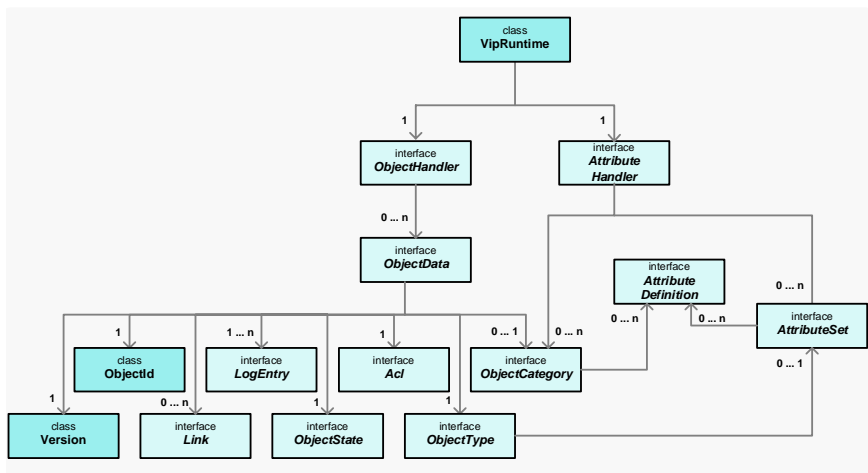 class
VipRuntime
1
1
interface
ObjectHandler
interface
Attribute
Handler
0 ... n
interface
ObjectData
interface
Attribute
Definition
0 ... n
interface
AttributeSet
1
1 ... n
1
0 ... 1
0 ... n
0 ... n
0 ... n
class
ObjectId
interface
LogEntry
interface
Acl
interface
ObjectCategory
0 ... 1
1
0 ... n
1
1
class
Version
interface
Link
interface
ObjectState
interface
ObjectType